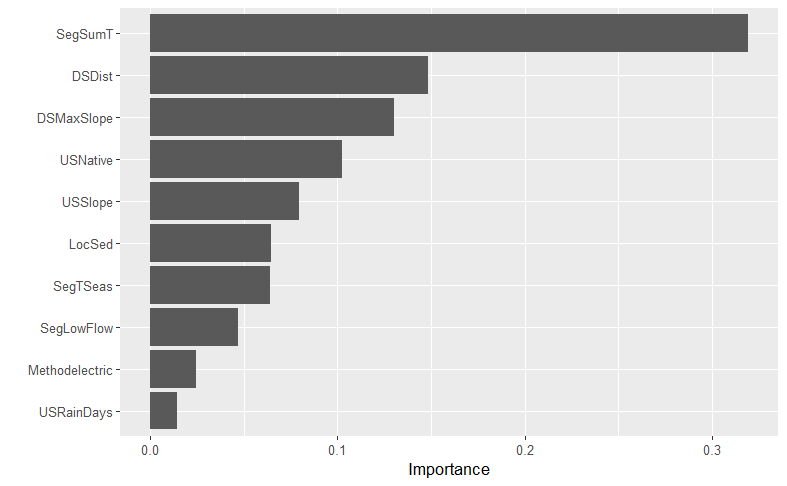 SegSumT
DSDist
DSMaxSlope
USNative
USSlope
LocSed
SegTSeas
SegLowFlow
Methodelectric
USRainDays
0.0 0.1 0.2 0.3
Importance